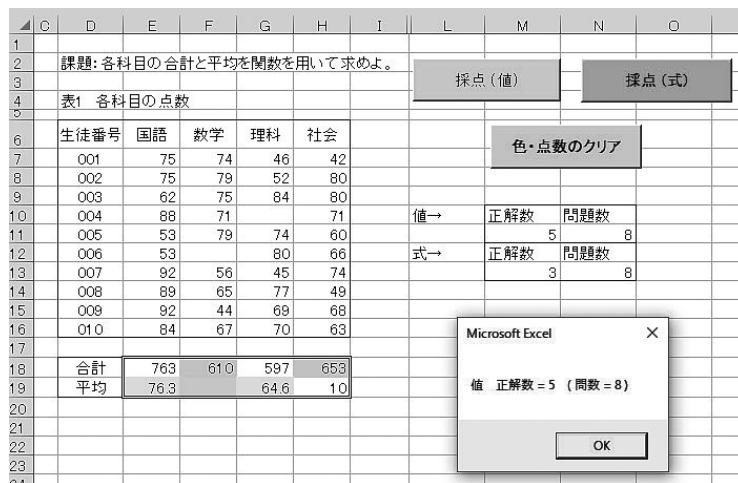 C D E F G H I L M N O
1
2 課題:各科目の合計と平均を関数を用いて求めよ。
3 採点(値) 採点(式)
4 表1 各科目の点数
5
6 生徒番号 国語 数学 理科 社会 色・点数のクリア
7 001 75 74 46 42
8 002 75 79 52 80
9 003 62 75 84 80
10 004 88 71 71 値→ 正解数 問題数
11 005 53 79 74 60 5 8
12 006 53 80 66 式→ 正解数 問題数
13 007 92 56 45 74 3 8
14 008 89 65 77 49
15 009 92 44 69 68
16 010 84 67 70 63
17
18 合計 763 610 597 653
19 平均 76.3 64.6 10
20
21
22
23
Microsoft Excel
値 正解数=5 (問数=8)
OK